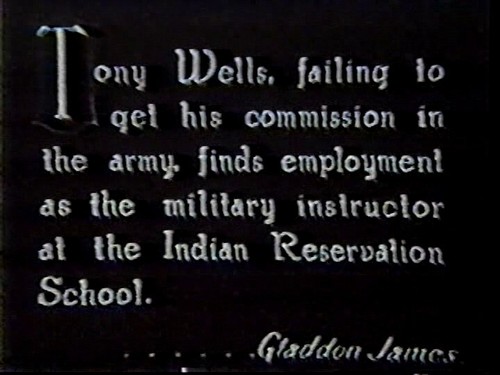 Tony Wells, failing to
get his commission in
the army, finds employment
as the military instructor
at the Indian Reservation
School.
. . . . . . . Gladdon James